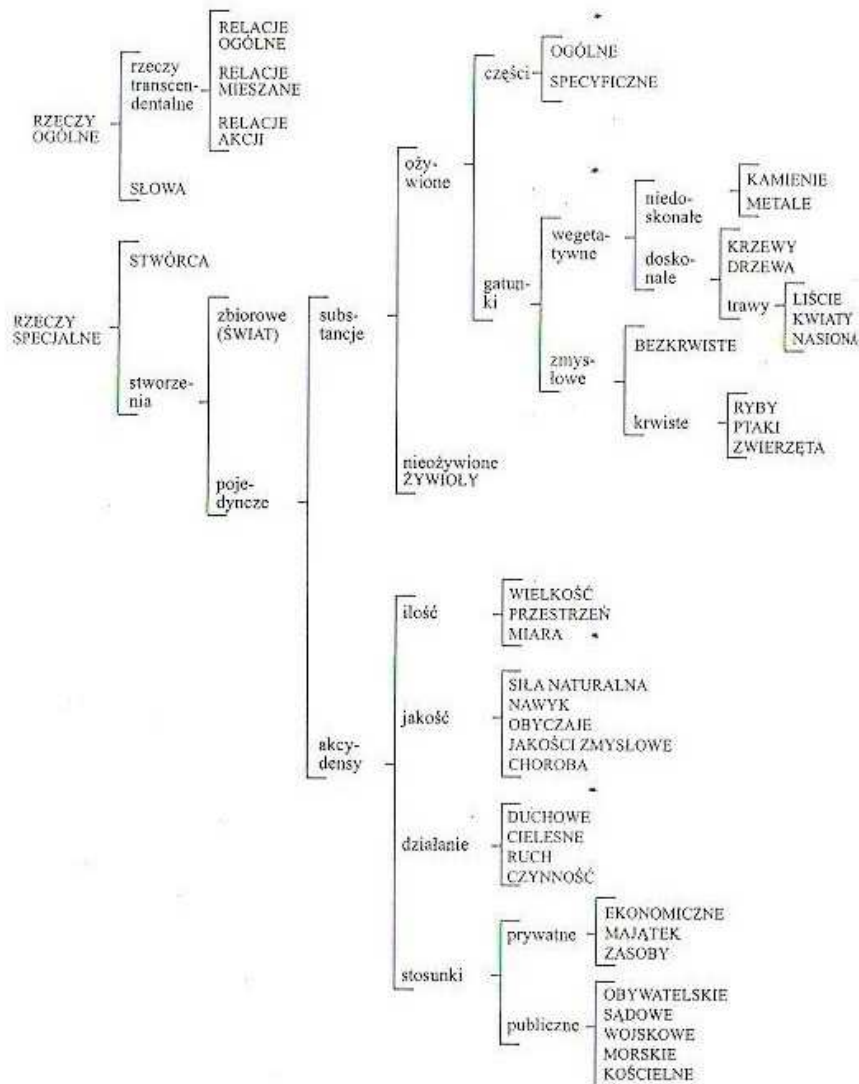 RZECZY
OGÓLNE
rzeczy
transcen-
dentalne
RELACJE
OGÓLNE
RELACJE
MIESZANE
RELACJE
AKCJI
SŁOWA
RZECZY
SPECJALNE
STWÓRCA
stworze-
nia
zbiorowe
(ŚWIAT)
poje-
dyncze
subs-
tancje
oży-
wione
części
OGÓLNE
SPECYFICZNE
gatun-
ki
wegeta-
tywne
niedo-
skonałe
KAMIENIE
METALE
dosko-
nałe
KRZEWY
DRZEWA
trawy
LIŚCIE
KWIATY
NASIONA
zmys-
łowe
BEZKRWISTE
krwiste
RYBY
PTAKI
ZWIERZĘTA
nieożywione
ŻYWIOŁY
akcy-
densy
ilość
WIELKOŚĆ
PRZESTRZEŃ
MIARA
jakość
SIŁA NATURALNA
NAWYK
OBYCZAJE
JAKOŚCI ZMYSŁOWE
CHOROBA
działanie
DUCHOWE
CIELESNE
RUCH
CZYNNOŚĆ
stosunki
prywatne
EKONOMICZNE
MAJĄTEK
ZASOBY
publiczne
OBYWATELSKIE
SĄDOWE
WOJSKOWE
MORSKIE
KOŚCIELNE